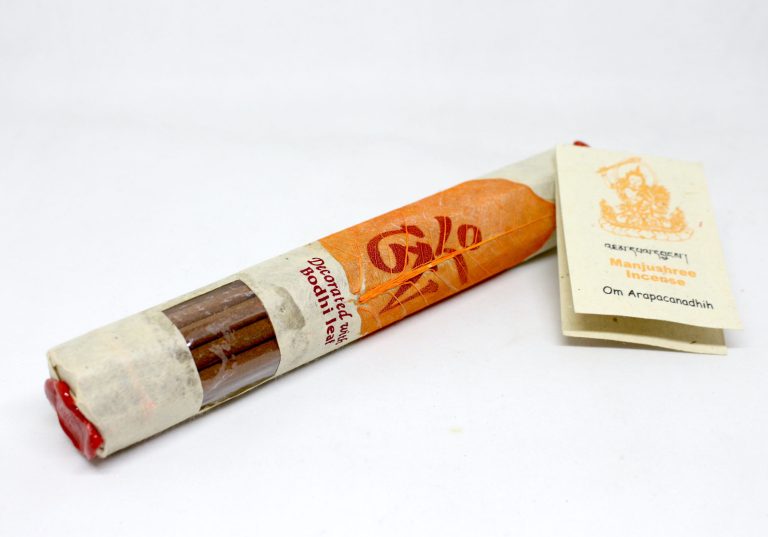 Decorated with
Bodhi leaf
Manjushree
Incense
Om Arapacanadhih